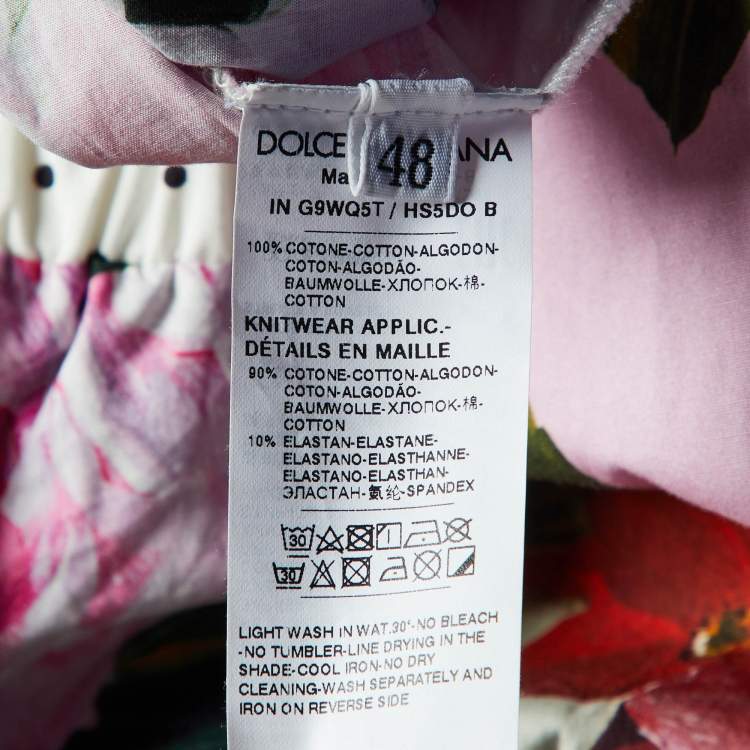 DOLCE ANA
48
Ma
IN G9WQ5T / HS5DO B
100% COTONE-COTTON-ALGODON-
COTON-ALGODÃO-
BAUMWOLLE-ХЛОПОК-棉-
COTTON
KNITWEAR APPLIC.-
DÉTAILS EN MAILLE
90% COTONE-COTTON-ALGODON-
COTON-ALGODÃO-
BAUMWOLLE-ХЛОПОК-棉-
COTTON
10% ELASTAN-ELASTANE-
ELASTANO-ELASTHANNE-
ELASTANO-ELASTHAN-
ЭЛАСТАН-氨纶-SPANDEX
30
30
LIGHT WASH IN WAT.30°-NO BLEACH
-NO TUMBLER-LINE DRYING IN THE
SHADE-COOL IRON-NO DRY
CLEANING-WASH SEPARATELY AND
IRON ON REVERSE SIDE